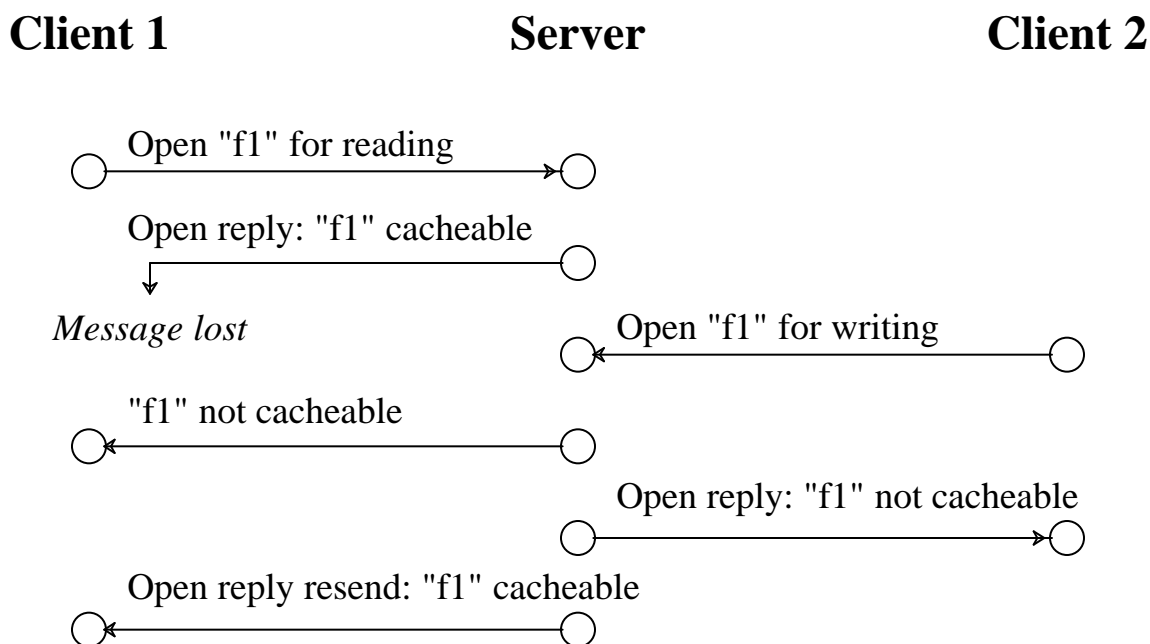 Client 1 Server Client 2
Open "f1" for reading
Open reply: "f1" cacheable
Message lost
Open "f1" for writing
"f1" not cacheable
Open reply: "f1" not cacheable
Open reply resend: "f1" cacheable